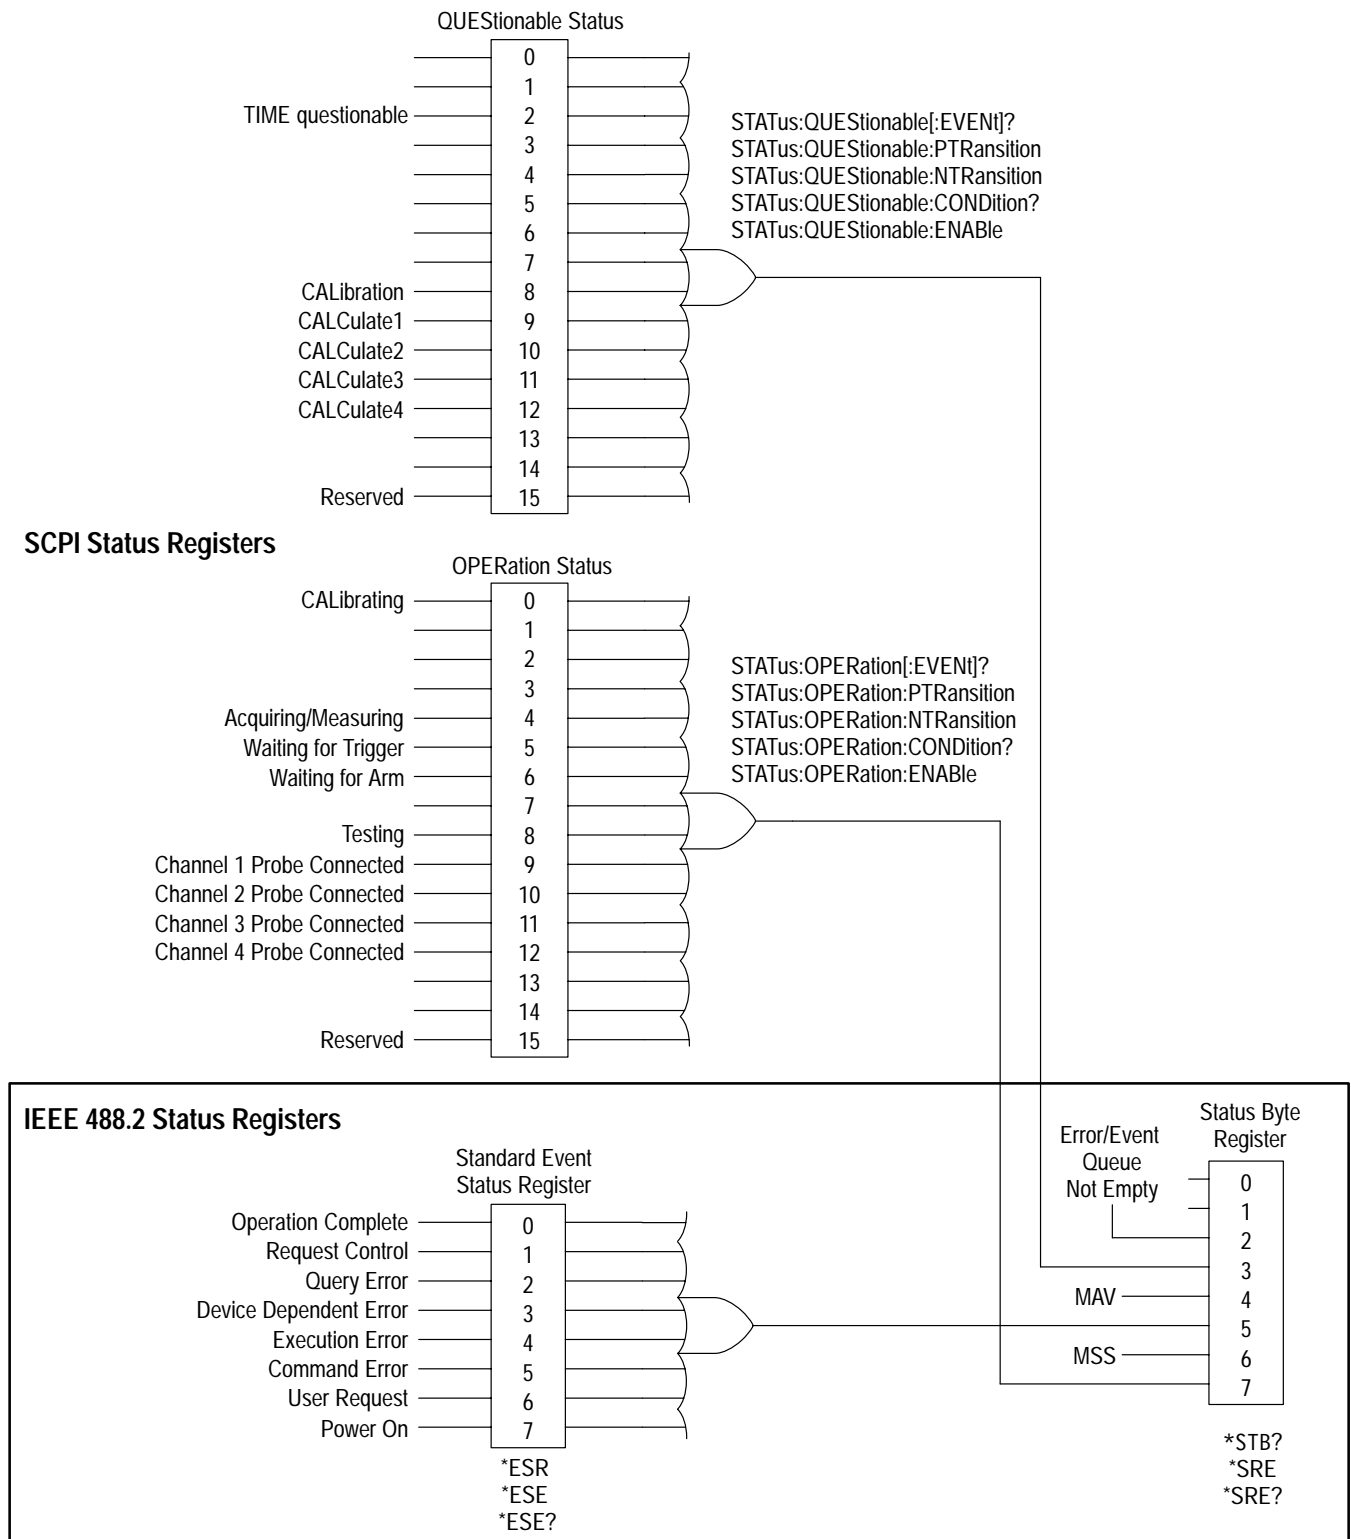 QUEStionable Status
0
1
TIME questionable 2
3
4
5
6
7
CALibration 8
CALCulate1 9
CALCulate2 10
CALCulate3 11
CALCulate4 12
13
14
Reserved 15
STATus:QUEStionable[:EVENt]?
STATus:QUEStionable:PTRansition
STATus:QUEStionable:NTRansition
STATus:QUEStionable:CONDition?
STATus:QUEStionable:ENABle
SCPI Status Registers
OPERation Status
CALibrating 0
1
2
3
Acquiring/Measuring 4
Waiting for Trigger 5
Waiting for Arm 6
7
Testing 8
Channel 1 Probe Connected 9
Channel 2 Probe Connected 10
Channel 3 Probe Connected 11
Channel 4 Probe Connected 12
13
14
Reserved 15
STATus:OPERation[:EVENt]?
STATus:OPERation:PTRansition
STATus:OPERation:NTRansition
STATus:OPERation:CONDition?
STATus:OPERation:ENABle
IEEE 488.2 Status Registers
Standard Event
Status Register
Operation Complete 0
Request Control 1
Query Error 2
Device Dependent Error 3
Execution Error 4
Command Error 5
User Request 6
Power On 7
*ESR
*ESE
*ESE?
Error/Event
Queue
Not Empty
Status Byte
Register
0
1
2
3
MAV 4
5
MSS 6
7
*STB?
*SRE
*SRE?